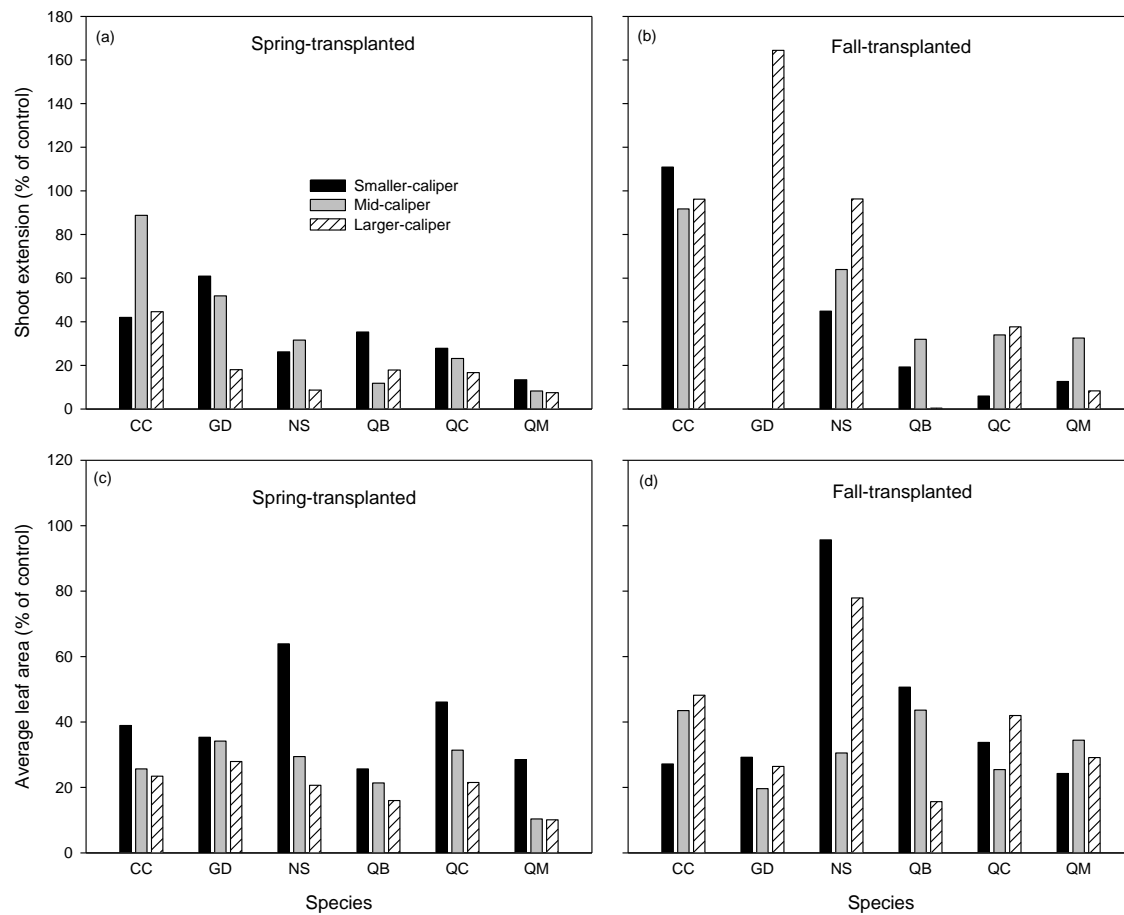 (a)
Spring-transplanted
180
160
140
120
100
80
60
40
20
0
Shoot extension (% of control)
Smaller-caliper
Mid-caliper
Larger-caliper
CC GD NS QB QC QM
(b)
Fall-transplanted
CC GD NS QB QC QM
(c)
Spring-transplanted
120
100
80
60
40
20
0
Average leaf area (% of control)
CC GD NS QB QC QM
Species
(d)
Fall-transplanted
CC GD NS QB QC QM
Species